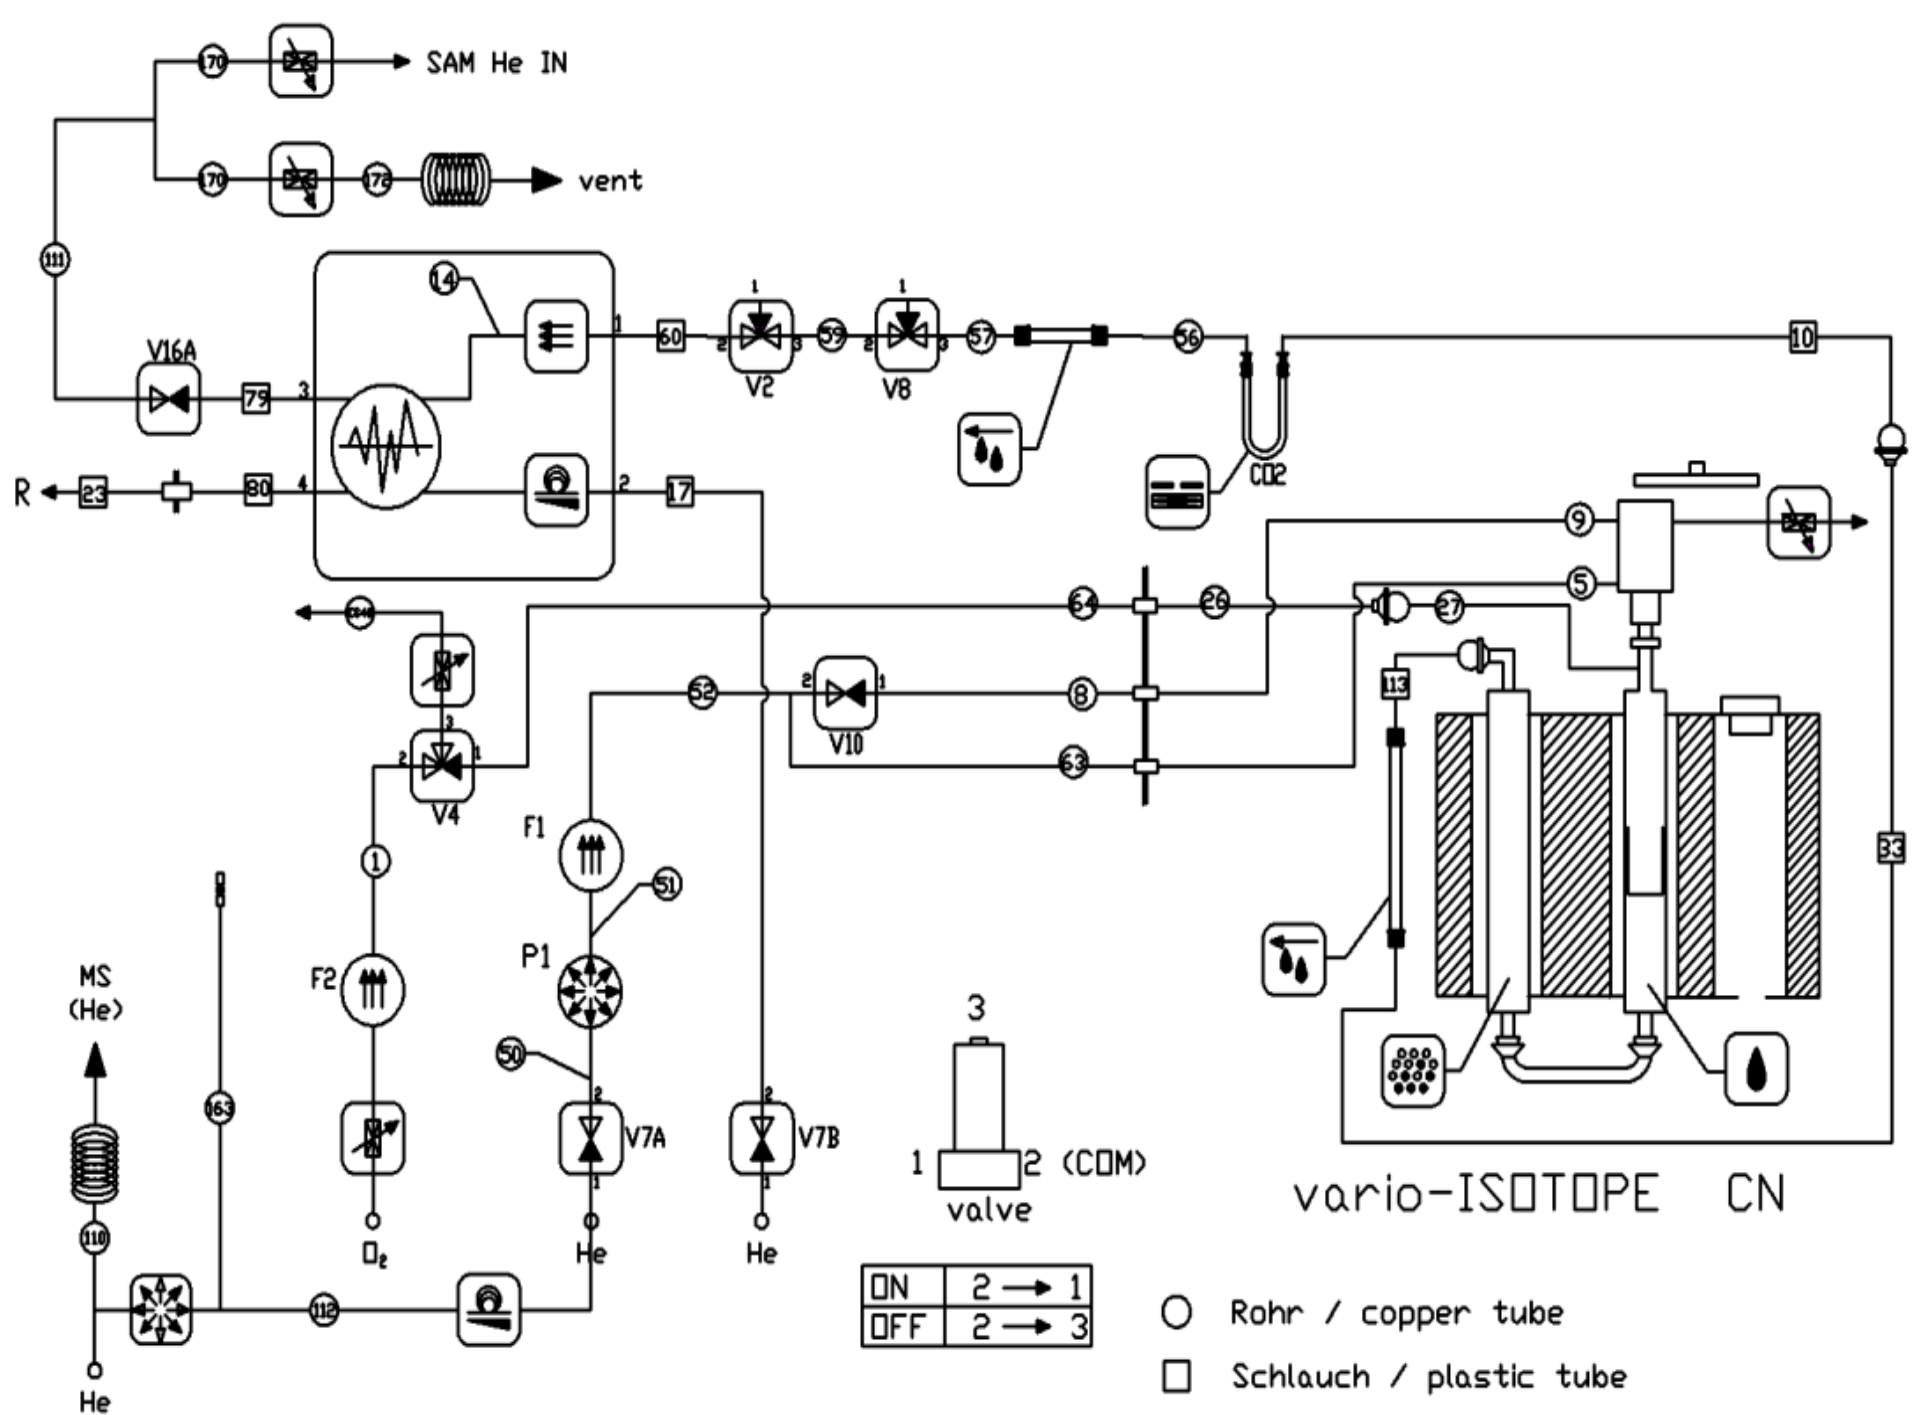 170
SAM He IN
170
172
vent
111
14
1
60
1
2
3
V2
59
1
2
3
V8
57
56
10
V16A
79
3
CO2
R
23
80
4
2
17
9
5
64
26
27
3
2
1
V4
52
2
1
V10
8
113
63
F1
1
51
33
F2
P1
MS
(He)
50
3
163
2
V7A
1
2
V7B
1
1
2 (COM)
valve
vario-ISOTOPE CN
110
O₂
He
He
112
ON 2 → 1
OFF 2 → 3
Rohr / copper tube
Schlauch / plastic tube
He